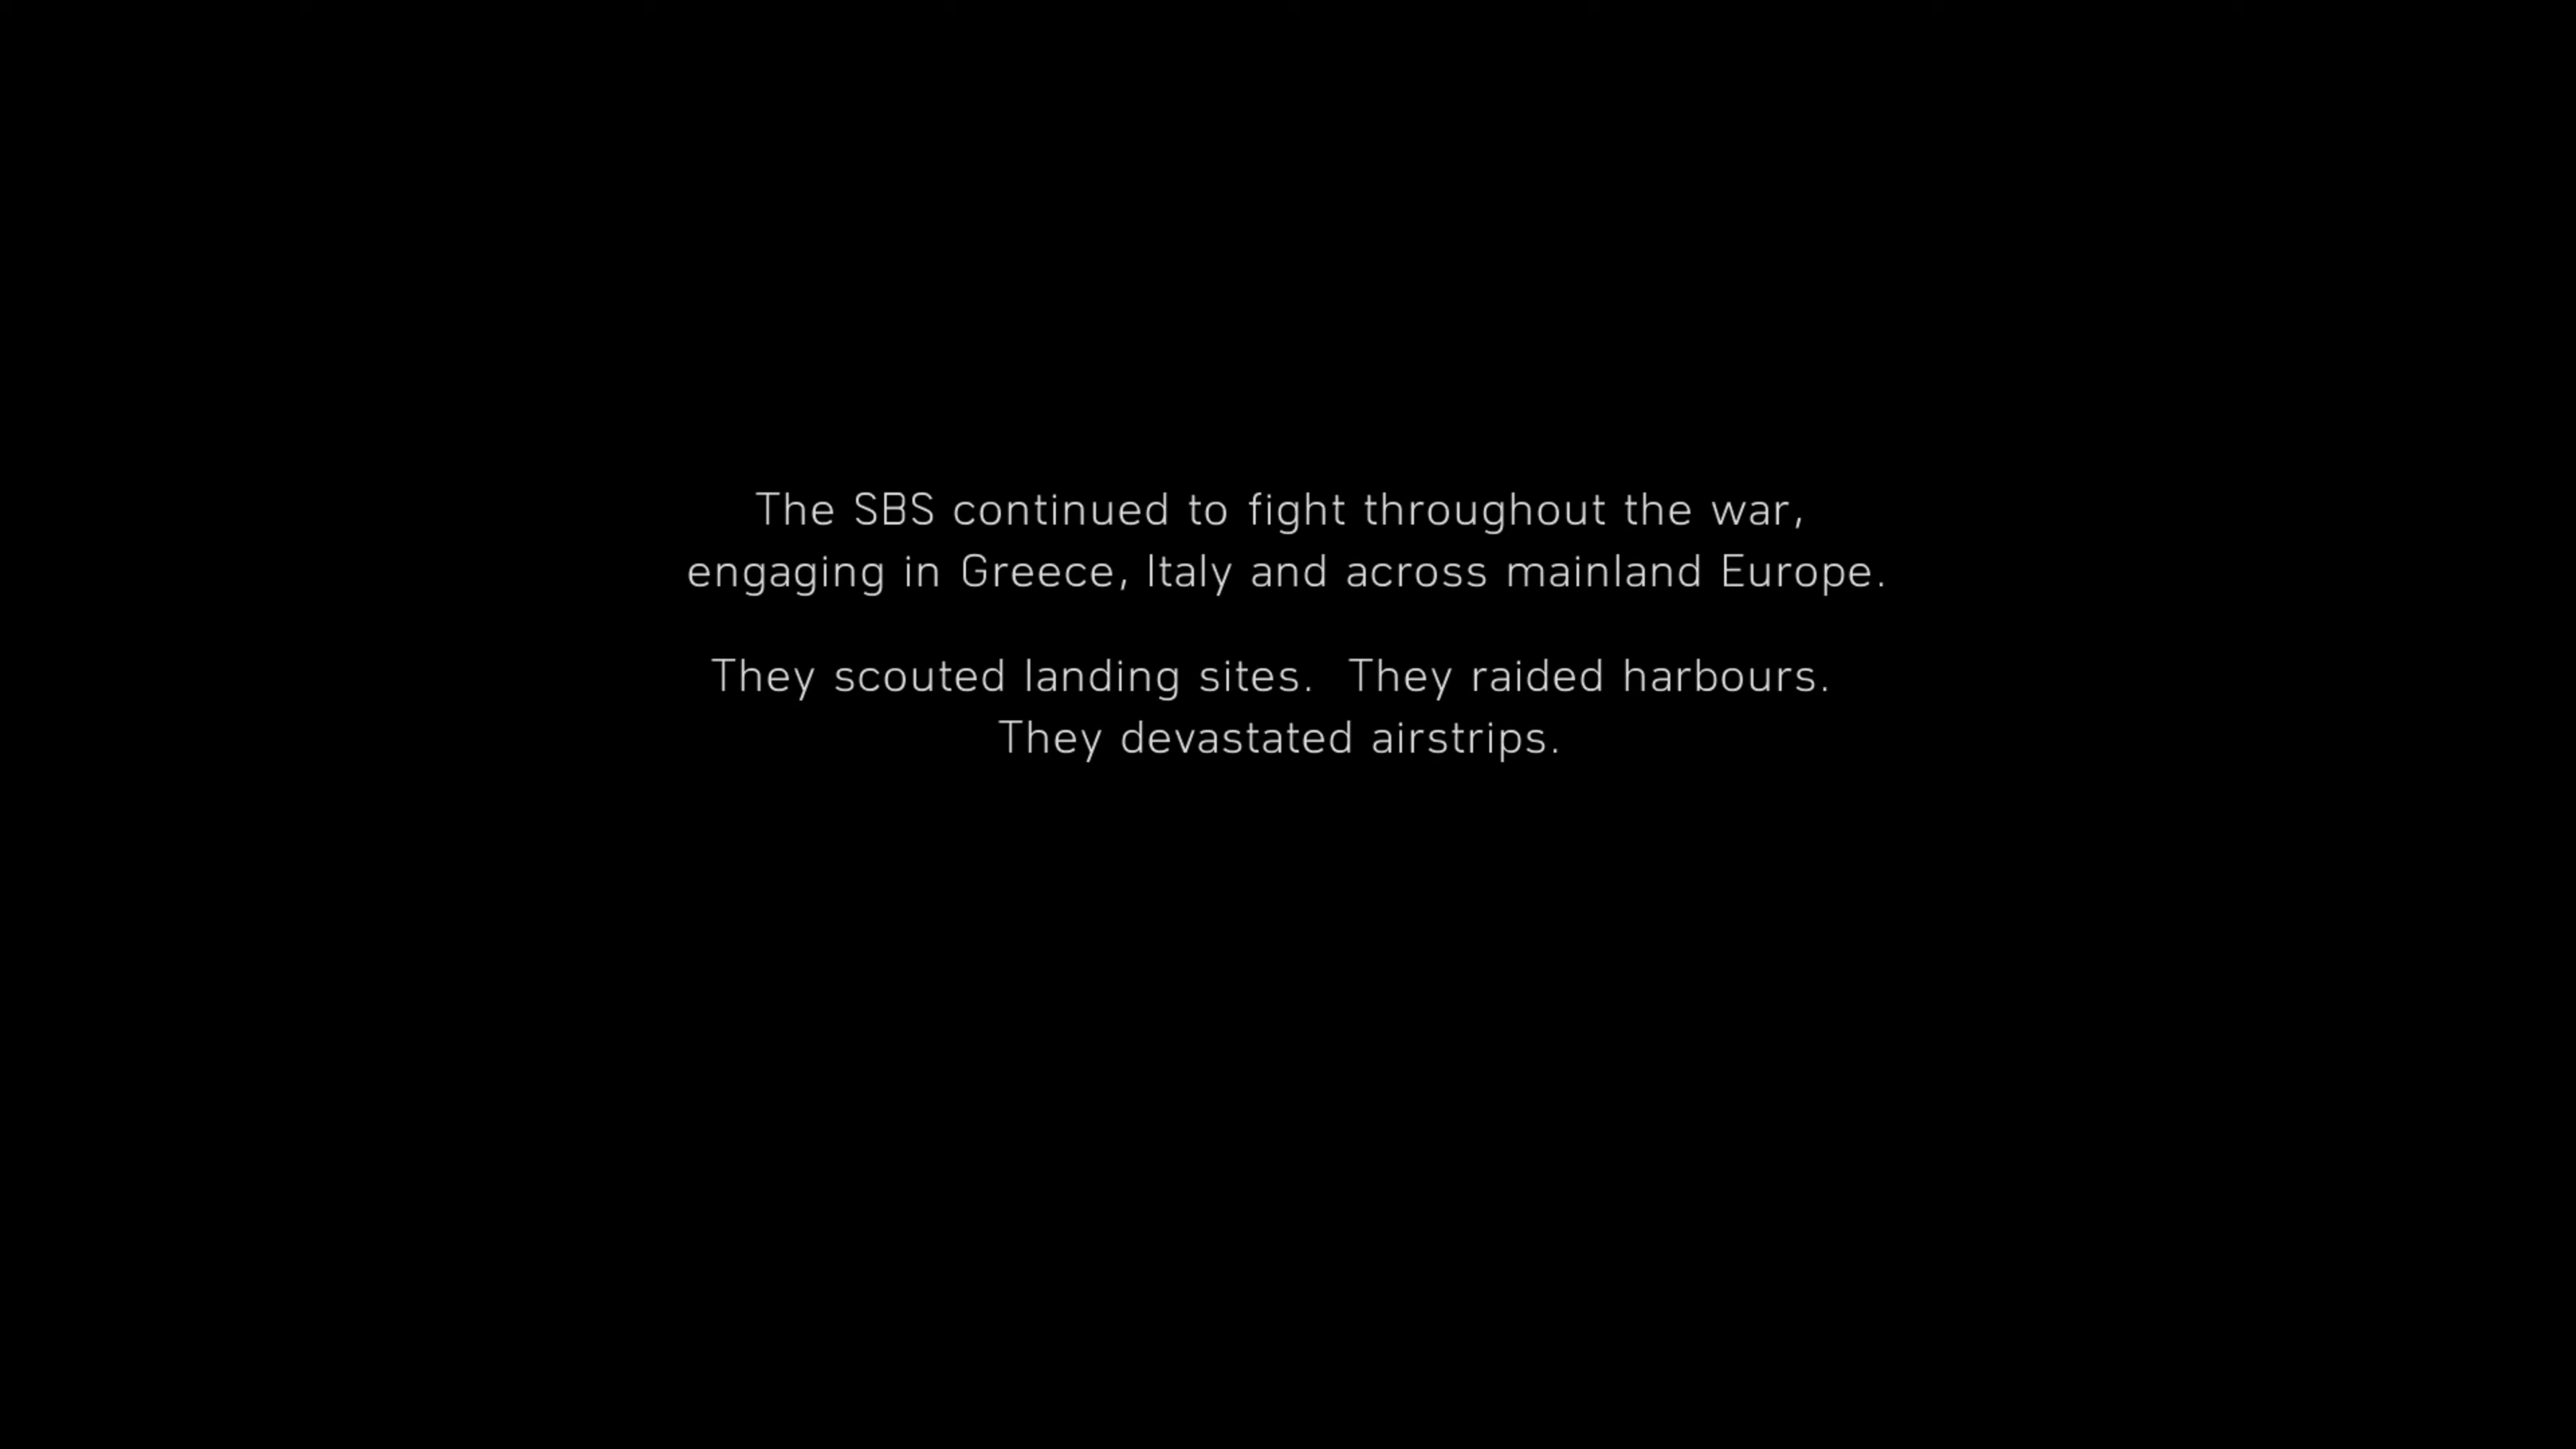 The SBS continued to fight throughout the war,
engaging in Greece, Italy and across mainland Europe.
They scouted landing sites.  They raided harbours.
They devastated airstrips.